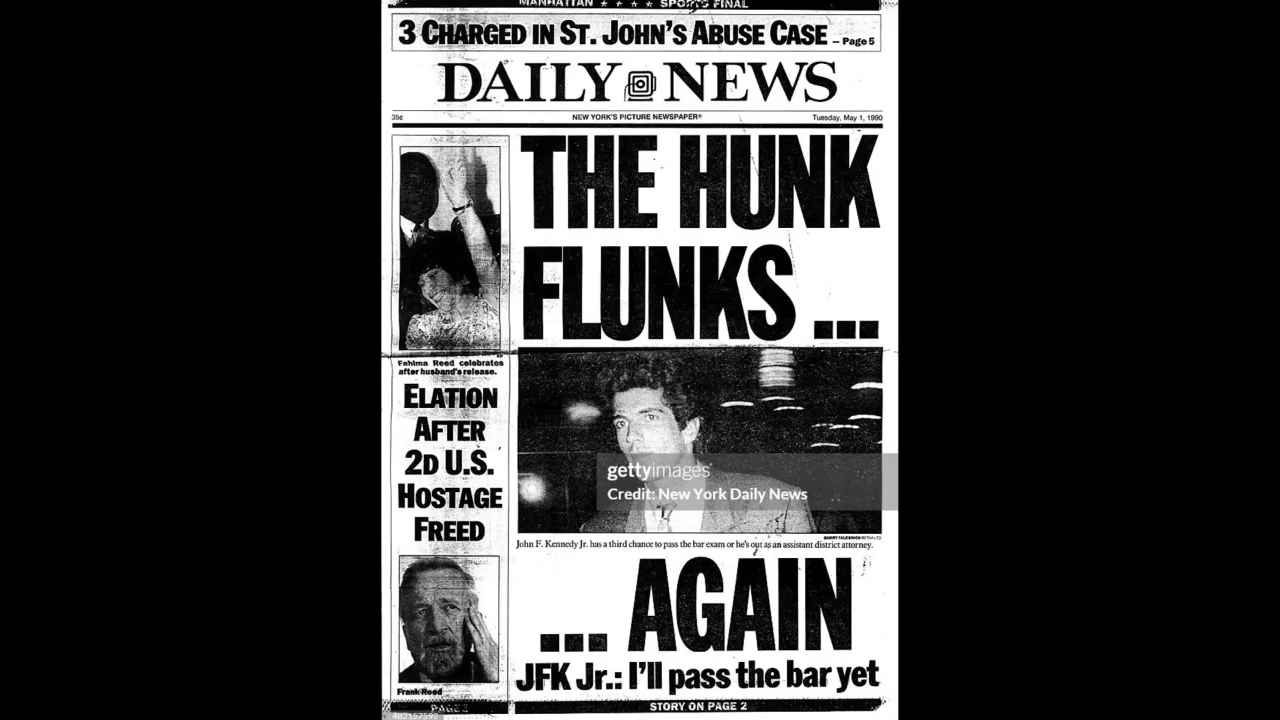 MANHATTAN ★ ★ ★ ★ SPORTS FINAL
3 CHARGED IN ST. JOHN'S ABUSE CASE – Page 5
DAILY NEWS
35¢
NEW YORK'S PICTURE NEWSPAPER®
Tuesday, May 1, 1990
THE HUNK
FLUNKS ...
Fahima Reed celebrates
after husband's release.
ELATION
AFTER
2D U.S.
HOSTAGE
FREED
Frank Reed
PAGE
gettyimages®
Credit: New York Daily News
John F. Kennedy Jr. has a third chance to pass the bar exam or he's out as an assistant district attorney.
... AGAIN
JFK Jr.: I'll pass the bar yet
STORY ON PAGE 2